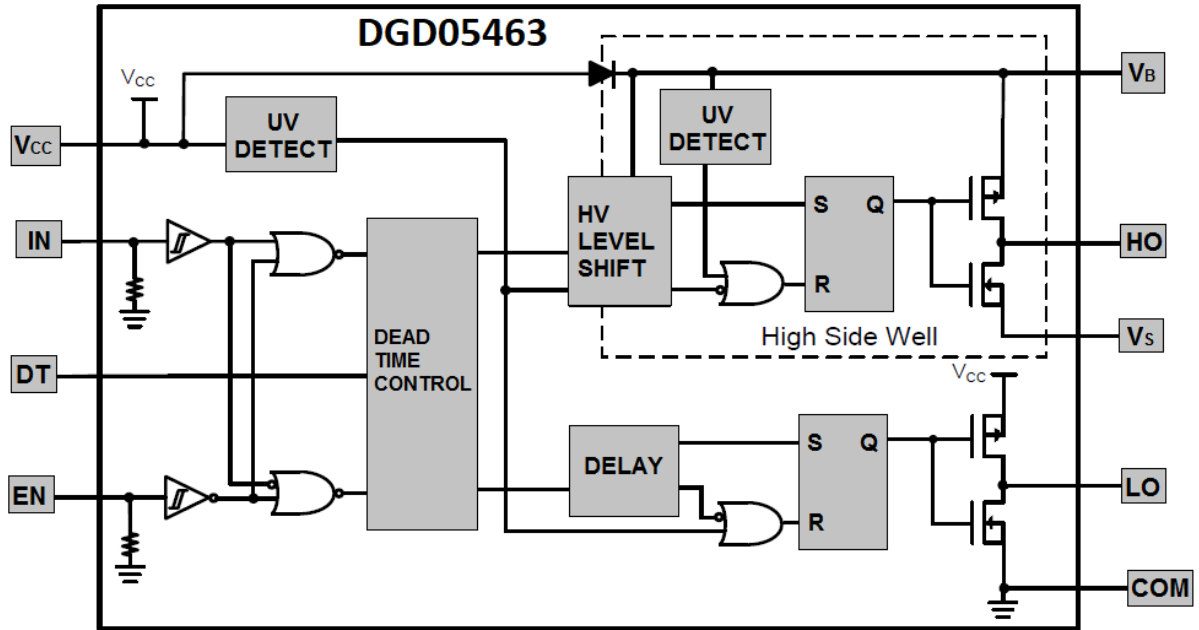 DGD05463
VCC
VB
UV
DETECT
UV
DETECT
VCC
IN
HV
LEVEL
SHIFT
S
Q
R
HO
DEAD
TIME
CONTROL
High Side Well
VS
DT
VCC
EN
DELAY
S
Q
R
LO
COM